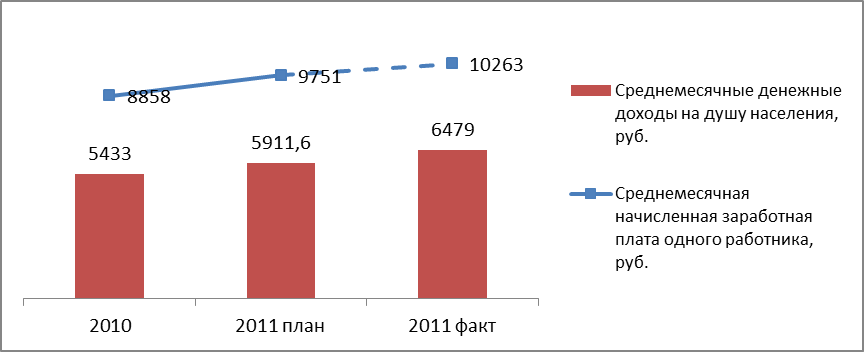 8858
9751
10263
5433
5911,6
6479
2010
2011 план
2011 факт
Среднемесячные денежные
доходы на душу населения,
руб.
Среднемесячная
начисленная заработная
плата одного работника,
руб.